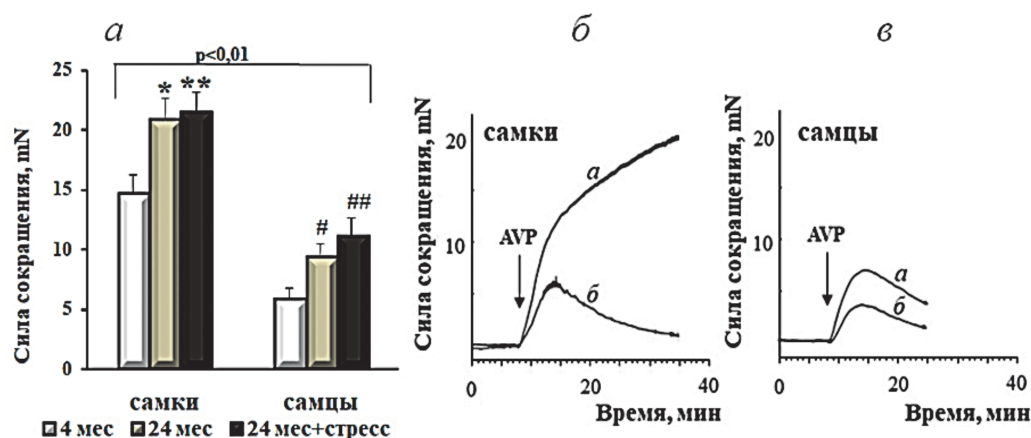 а
p<0,01
25
20
15
10
5
0
Сила сокращения, mN
* **
# ##
самки самцы
4 мес 24 мес 24 мес+стресс
б
Сила сокращения, mN
20
10
самки
AVP
а
б
0 20 40
Время, мин
в
Сила сокращения, mN
20
10
самцы
AVP
а
б
0 20 40
Время, мин